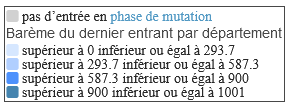 pas d’entrée en phase de mutation
Barème du dernier entrant par département
supérieur à 0 inférieur ou égal à 293.7
supérieur à 293.7 inférieur ou égal à 587.3
supérieur à 587.3 inférieur ou égal à 900
supérieur à 900 inférieur ou égal à 1001